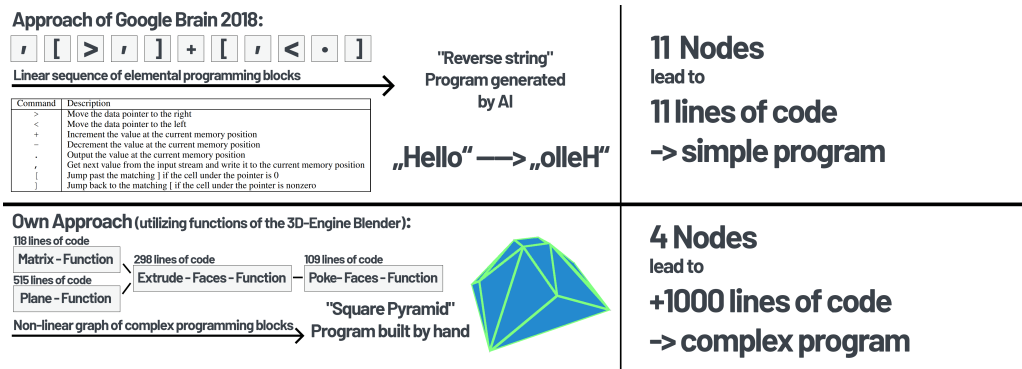 Approach of Google Brain 2018:
, [ > , ] + [ , < . ]
Linear sequence of elemental programming blocks
Command Description
> Move the data pointer to the right
< Move the data pointer to the left
+ Increment the value at the current memory position
− Decrement the value at the current memory position
. Output the value at the current memory position
, Get next value from the input stream and write it to the current memory position
[ Jump past the matching ] if the cell under the pointer is 0
] Jump back to the matching [ if the cell under the pointer is nonzero
"Reverse string"
Program generated
by AI
„Hello“ —–> „olleH“
11 Nodes
lead to
11 lines of code
–> simple program
Own Approach (utilizing functions of the 3D-Engine Blender):
118 lines of code
Matrix - Function
515 lines of code
Plane - Function
298 lines of code
Extrude - Faces - Function
109 lines of code
Poke- Faces - Function
Non-linear graph of complex programming blocks
"Square Pyramid"
Program built by hand
4 Nodes
lead to
+1000 lines of code
–> complex program